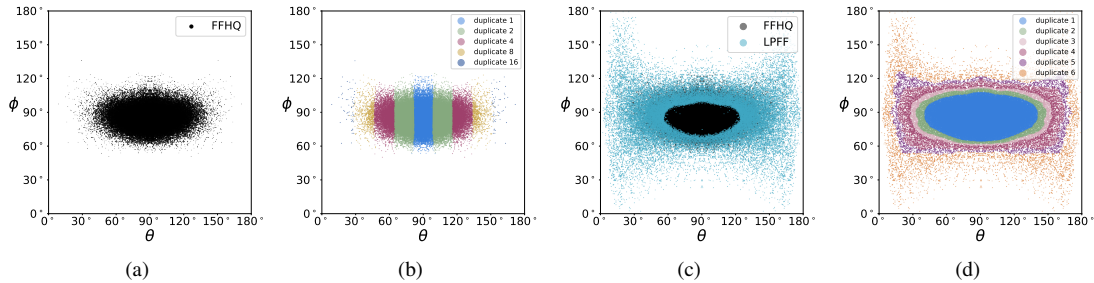 180°
150°
120°
ϕ 90°
60°
30°
0°
0° 30° 60° 90° 120° 150° 180°
θ
FFHQ
(a)
180°
150°
120°
ϕ 90°
60°
30°
0°
0° 30° 60° 90° 120° 150° 180°
θ
duplicate 1
duplicate 2
duplicate 4
duplicate 8
duplicate 16
(b)
180°
150°
120°
ϕ 90°
60°
30°
0°
0° 30° 60° 90° 120° 150° 180°
θ
FFHQ
LPFF
(c)
180°
150°
120°
ϕ 90°
60°
30°
0°
0° 30° 60° 90° 120° 150° 180°
θ
duplicate 1
duplicate 2
duplicate 3
duplicate 4
duplicate 5
duplicate 6
(d)